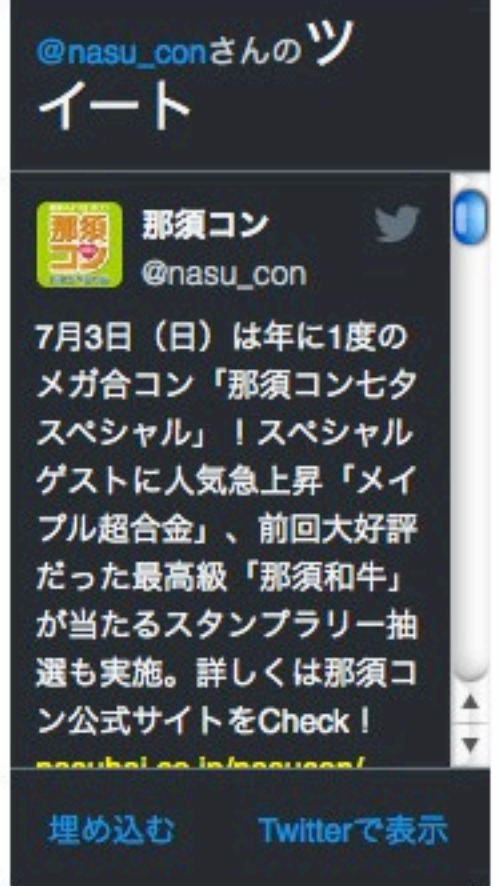 @nasu_conさんのツ
イート
那須
コン
那須コン
@nasu_con
7月3日（日）は年に1度の
メガ合コン「那須コン七夕
スペシャル」！スペシャル
ゲストに人気急上昇「メイ
プル超合金」、前回大好評
だった最高級「那須和牛」
が当たるスタンプラリー抽
選も実施。詳しくは那須コ
ン公式サイトをCheck！
埋め込む
Twitterで表示